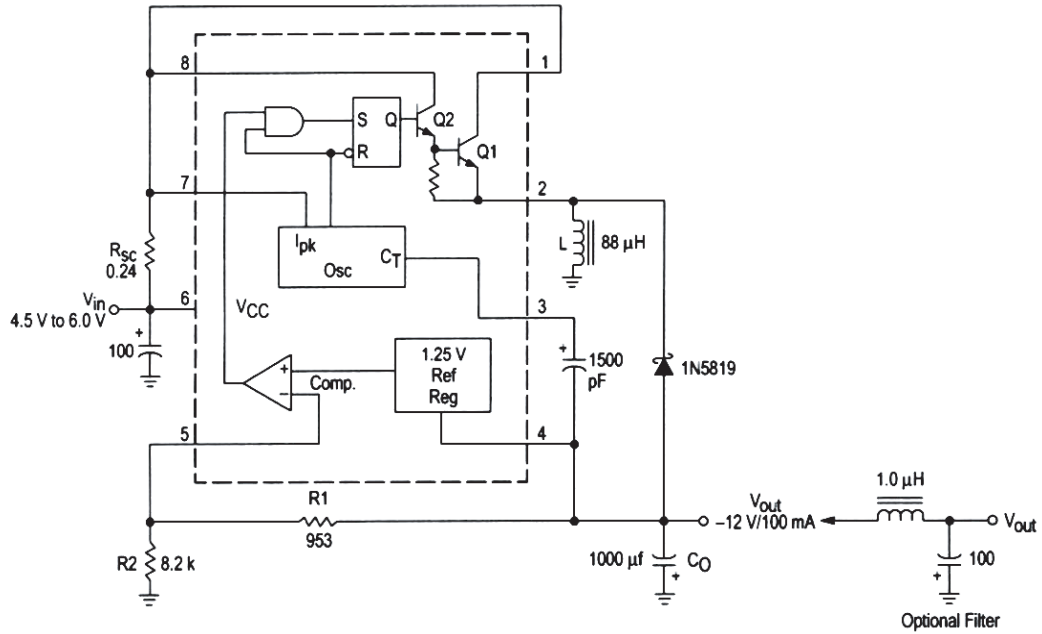 8
1
S
Q
Q2
R
Q1
7
2
Ipk
CT
Osc
L
88 µH
Rsc
0.24
Vin
4.5 V to 6.0 V
6
VCC
3
100
+
1.25 V
Ref
Reg
+
1500
pF
1N5819
+
−
Comp.
5
4
R1
953
R2
8.2 k
Vout
−12 V/100 mA
1.0 µH
Vout
1000 µf
CO
+
100
+
Optional Filter